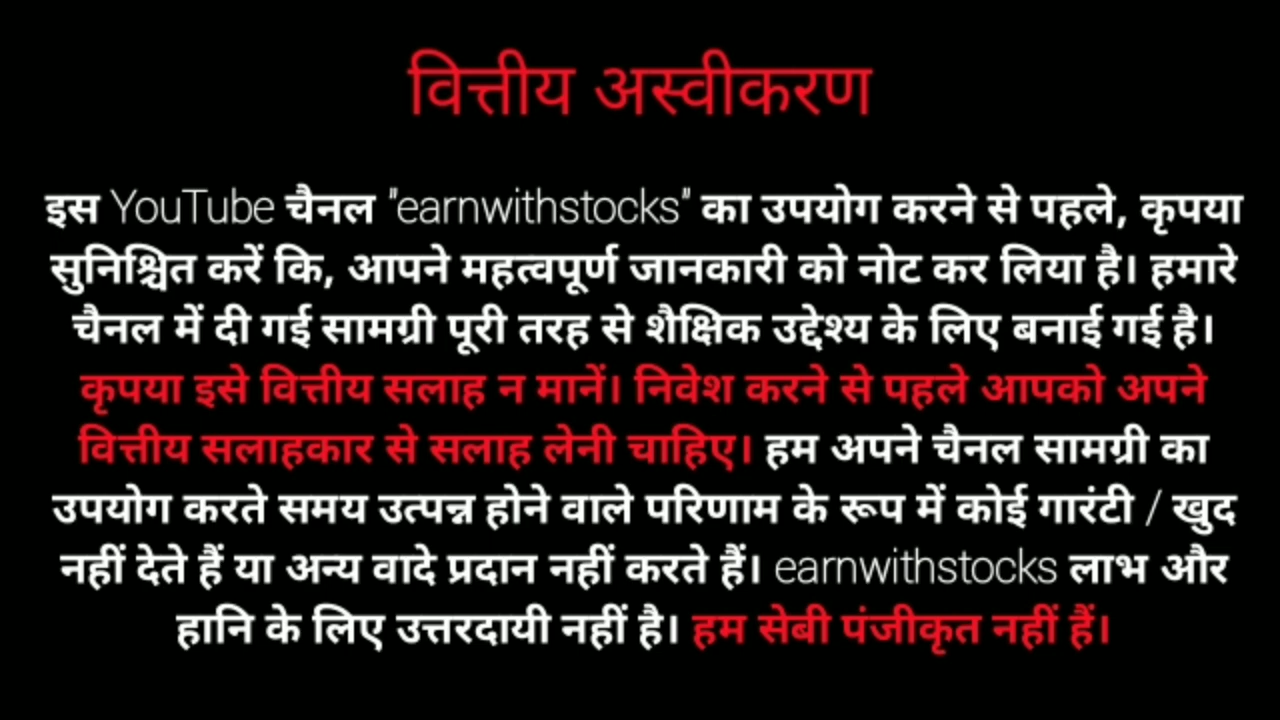 वित्तीय अस्वीकरण
इस YouTube चैनल "earnwithstocks" का उपयोग करने से पहले, कृपया
सुनिश्चित करें कि, आपने महत्वपूर्ण जानकारी को नोट कर लिया है। हमारे
चैनल में दी गई सामग्री पूरी तरह से शैक्षिक उद्देश्य के लिए बनाई गई है।
कृपया इसे वित्तीय सलाह न मानें। निवेश करने से पहले आपको अपने
वित्तीय सलाहकार से सलाह लेनी चाहिए। हम अपने चैनल सामग्री का
उपयोग करते समय उत्पन्न होने वाले परिणाम के रूप में कोई गारंटी / खुद
नहीं देते हैं या अन्य वादे प्रदान नहीं करते हैं। earnwithstocks लाभ और
हानि के लिए उत्तरदायी नहीं है। हम सेबी पंजीकृत नहीं हैं।